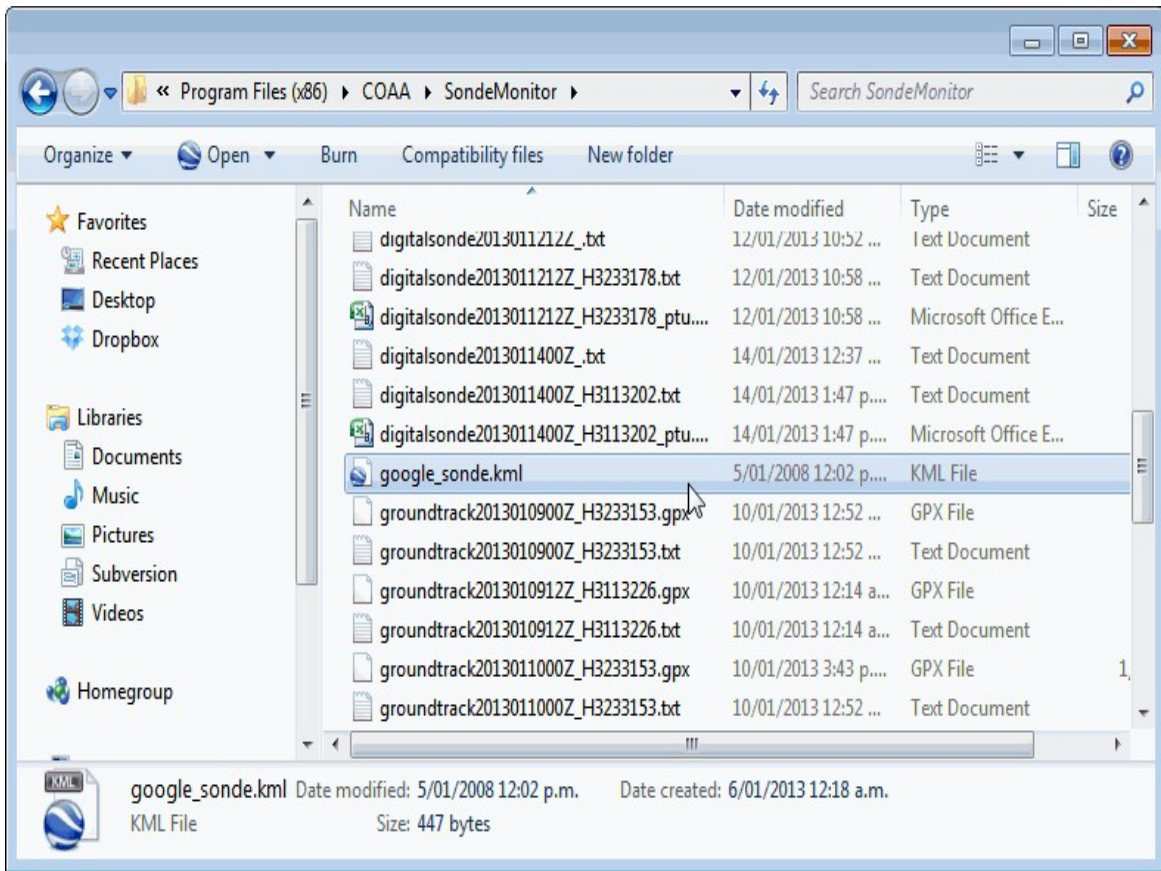 « Program Files (x86) ▸ COAA ▸ SondeMonitor ▸ Search SondeMonitor
Organize Open Burn Compatibility files New folder
Favorites
Recent Places
Desktop
Dropbox
Libraries
Documents
Music
Pictures
Subversion
Videos
Homegroup
Name Date modified Type Size
digitalsonde2013011212Z_.txt 12/01/2013 10:52 ... Text Document
digitalsonde2013011212Z_H3233178.txt 12/01/2013 10:58 ... Text Document
digitalsonde2013011212Z_H3233178_ptu.... 12/01/2013 10:58 ... Microsoft Office E...
digitalsonde2013011400Z_.txt 14/01/2013 12:37 ... Text Document
digitalsonde2013011400Z_H3113202.txt 14/01/2013 1:47 p.... Text Document
digitalsonde2013011400Z_H3113202_ptu.... 14/01/2013 1:47 p.... Microsoft Office E...
google_sonde.kml 5/01/2008 12:02 p.... KML File
groundtrack2013010900Z_H3233153.gpx 10/01/2013 12:52 ... GPX File
groundtrack2013010900Z_H3233153.txt 10/01/2013 12:52 ... Text Document
groundtrack2013010912Z_H3113226.gpx 10/01/2013 12:14 a... GPX File
groundtrack2013010912Z_H3113226.txt 10/01/2013 12:14 a... Text Document
groundtrack2013011000Z_H3233153.gpx 10/01/2013 3:43 p.... GPX File 1,
groundtrack2013011000Z_H3233153.txt 10/01/2013 12:52 ... Text Document
KML
google_sonde.kml Date modified: 5/01/2008 12:02 p.m. Date created: 6/01/2013 12:18 a.m.
KML File Size: 447 bytes